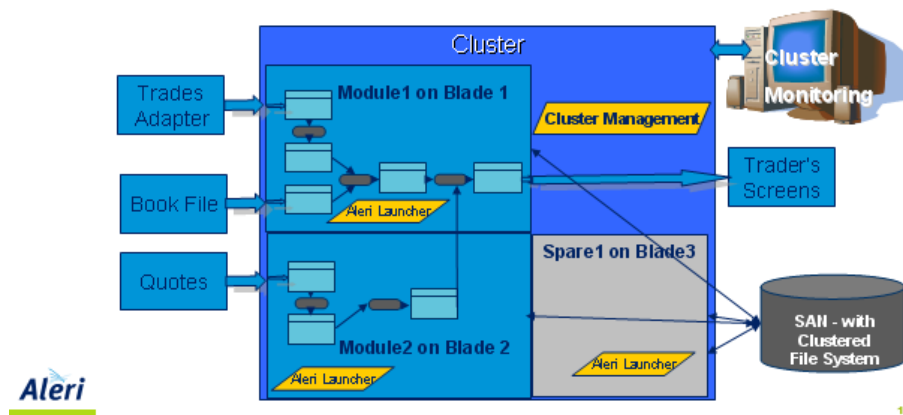 Cluster
Cluster
Monitoring
Trades
Adapter
Module1 on Blade 1
Cluster Management
Trader's
Screens
Book File
Aleri Launcher
Quotes
Spare1 on Blade3
SAN - with
Clustered
File System
Module2 on Blade 2
Aleri Launcher
Aleri Launcher
Aleri
1